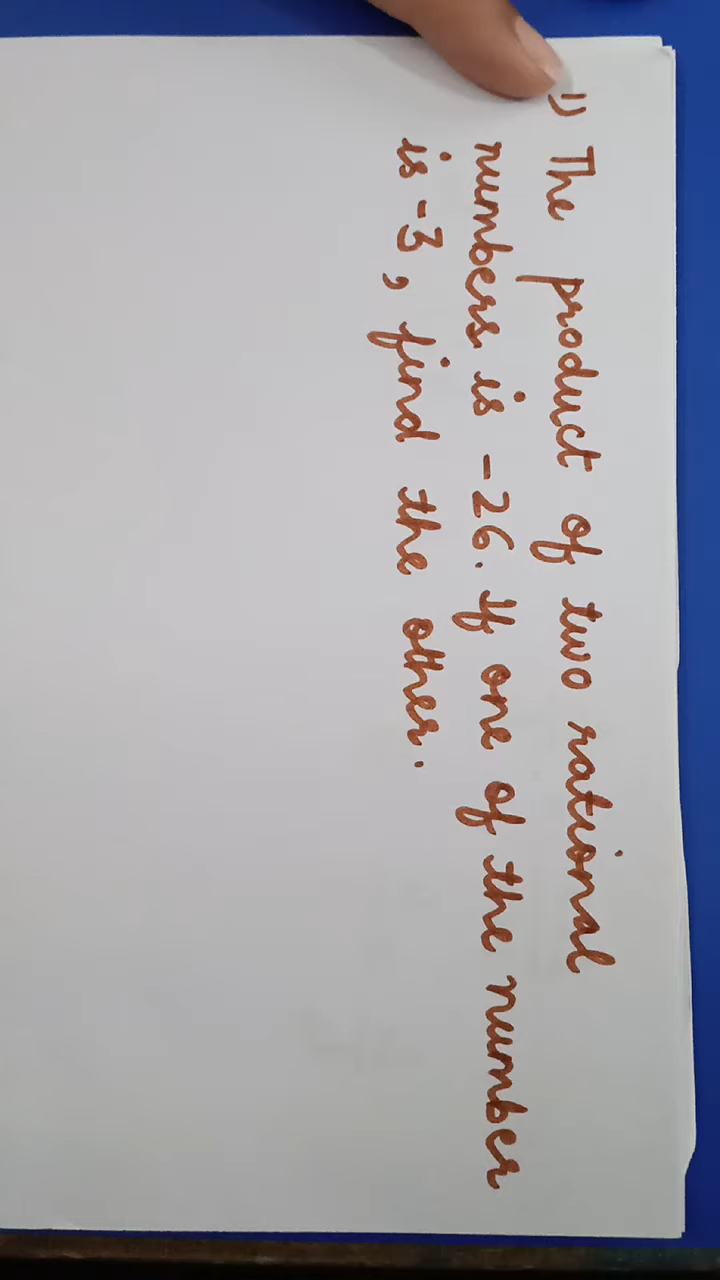 1) The product of two rational
numbers is -26. If one of the number
is -3, find the other.